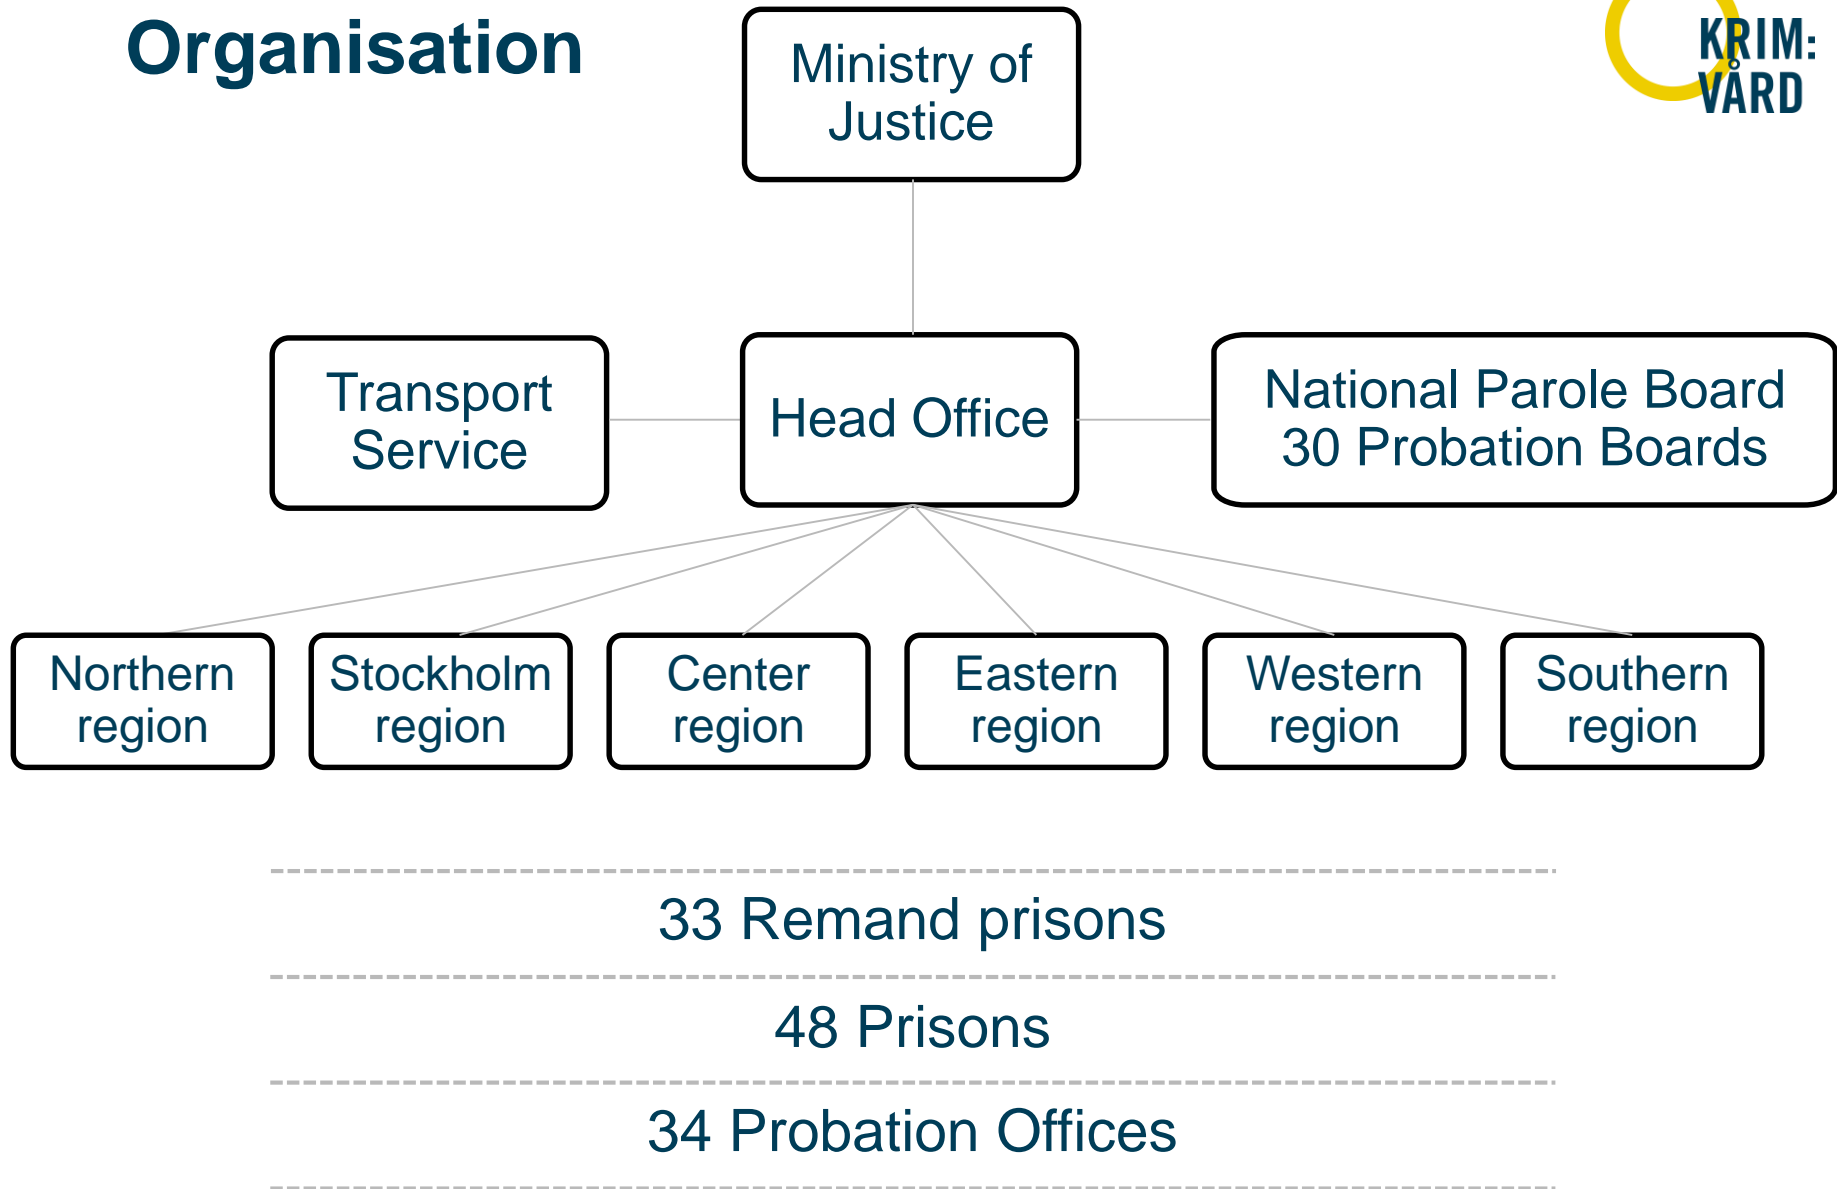 Organisation
KRIM:
VÅRD
Ministry of
Justice
Transport
Service
Head Office
National Parole Board
30 Probation Boards
Northern
region
Stockholm
region
Center
region
Eastern
region
Western
region
Southern
region
33 Remand prisons
48 Prisons
34 Probation Offices